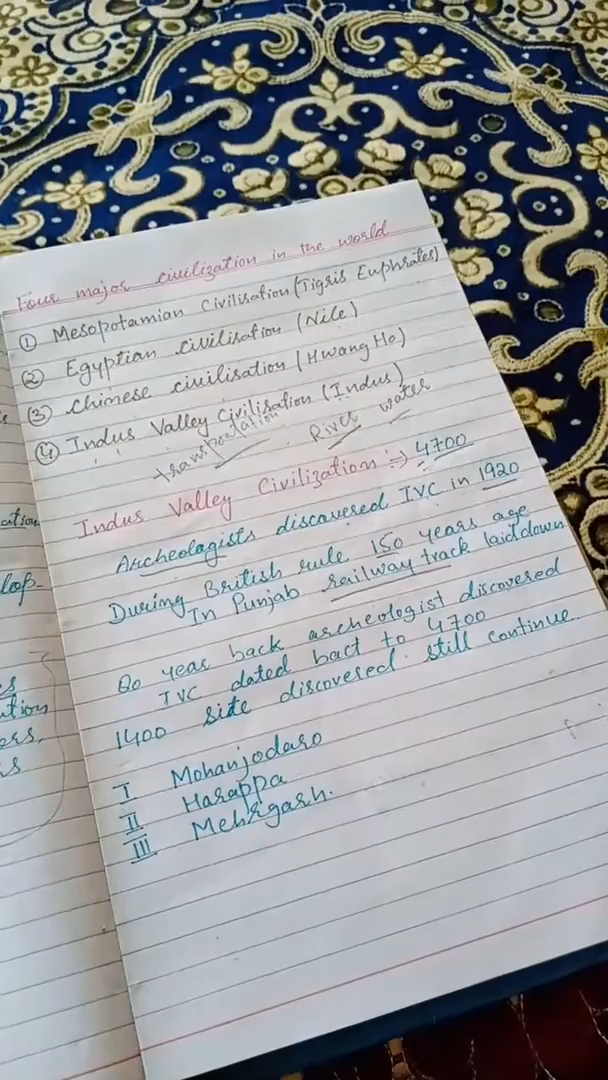 Four major civilization in the world
① Mesopotamian Civilisation (Tigris Euphrates)
② Egyptian civilisation (Nile)
③ Chinese civilisation (Hwang Ho)
④ Indus Valley Civilisation (Indus)
transportation River water
Indus Valley Civilization :-> 4700
Archeologists discovered IVC in 1920
During British rule 150 years age
In Punjab railway track laid down
80 year back archeologist discovered
IVC dated bact to 4700
1400 site discovered. still continue.
I Mohanjodaro
II Harappa
III Mehrgarh.